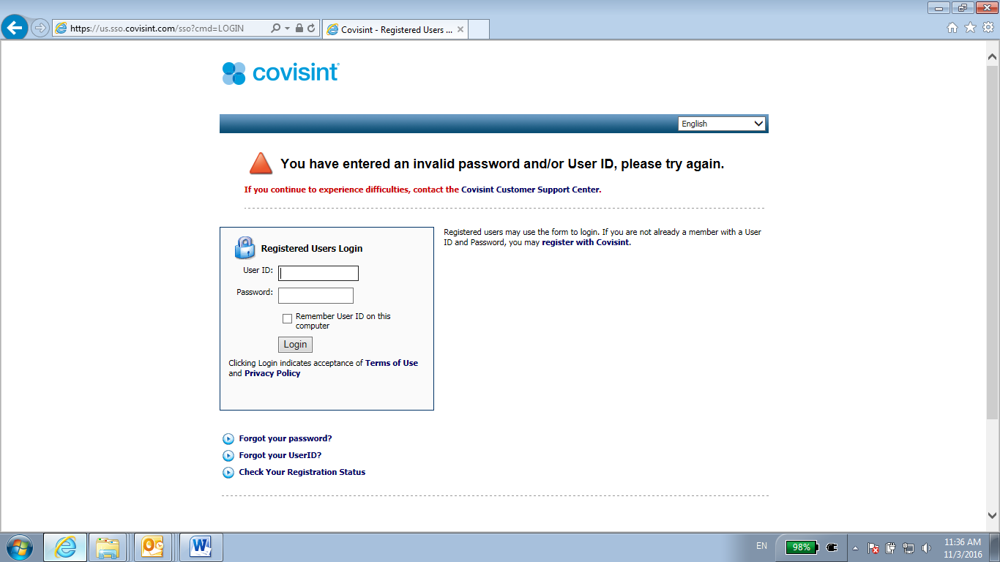 https://us.sso.covisint.com/sso?cmd=LOGIN
Covisint - Registered Users ...
covisint
English
You have entered an invalid password and/or User ID, please try again.
If you continue to experience difficulties, contact the Covisint Customer Support Center.
Registered users may use the form to login. If you are not already a member with a User
ID and Password, you may register with Covisint.
Registered Users Login
User ID:
Password:
Remember User ID on this
computer
Login
Clicking Login indicates acceptance of Terms of Use
and Privacy Policy
Forgot your password?
Forgot your UserID?
Check Your Registration Status
EN
98%
11:36 AM
11/3/2016